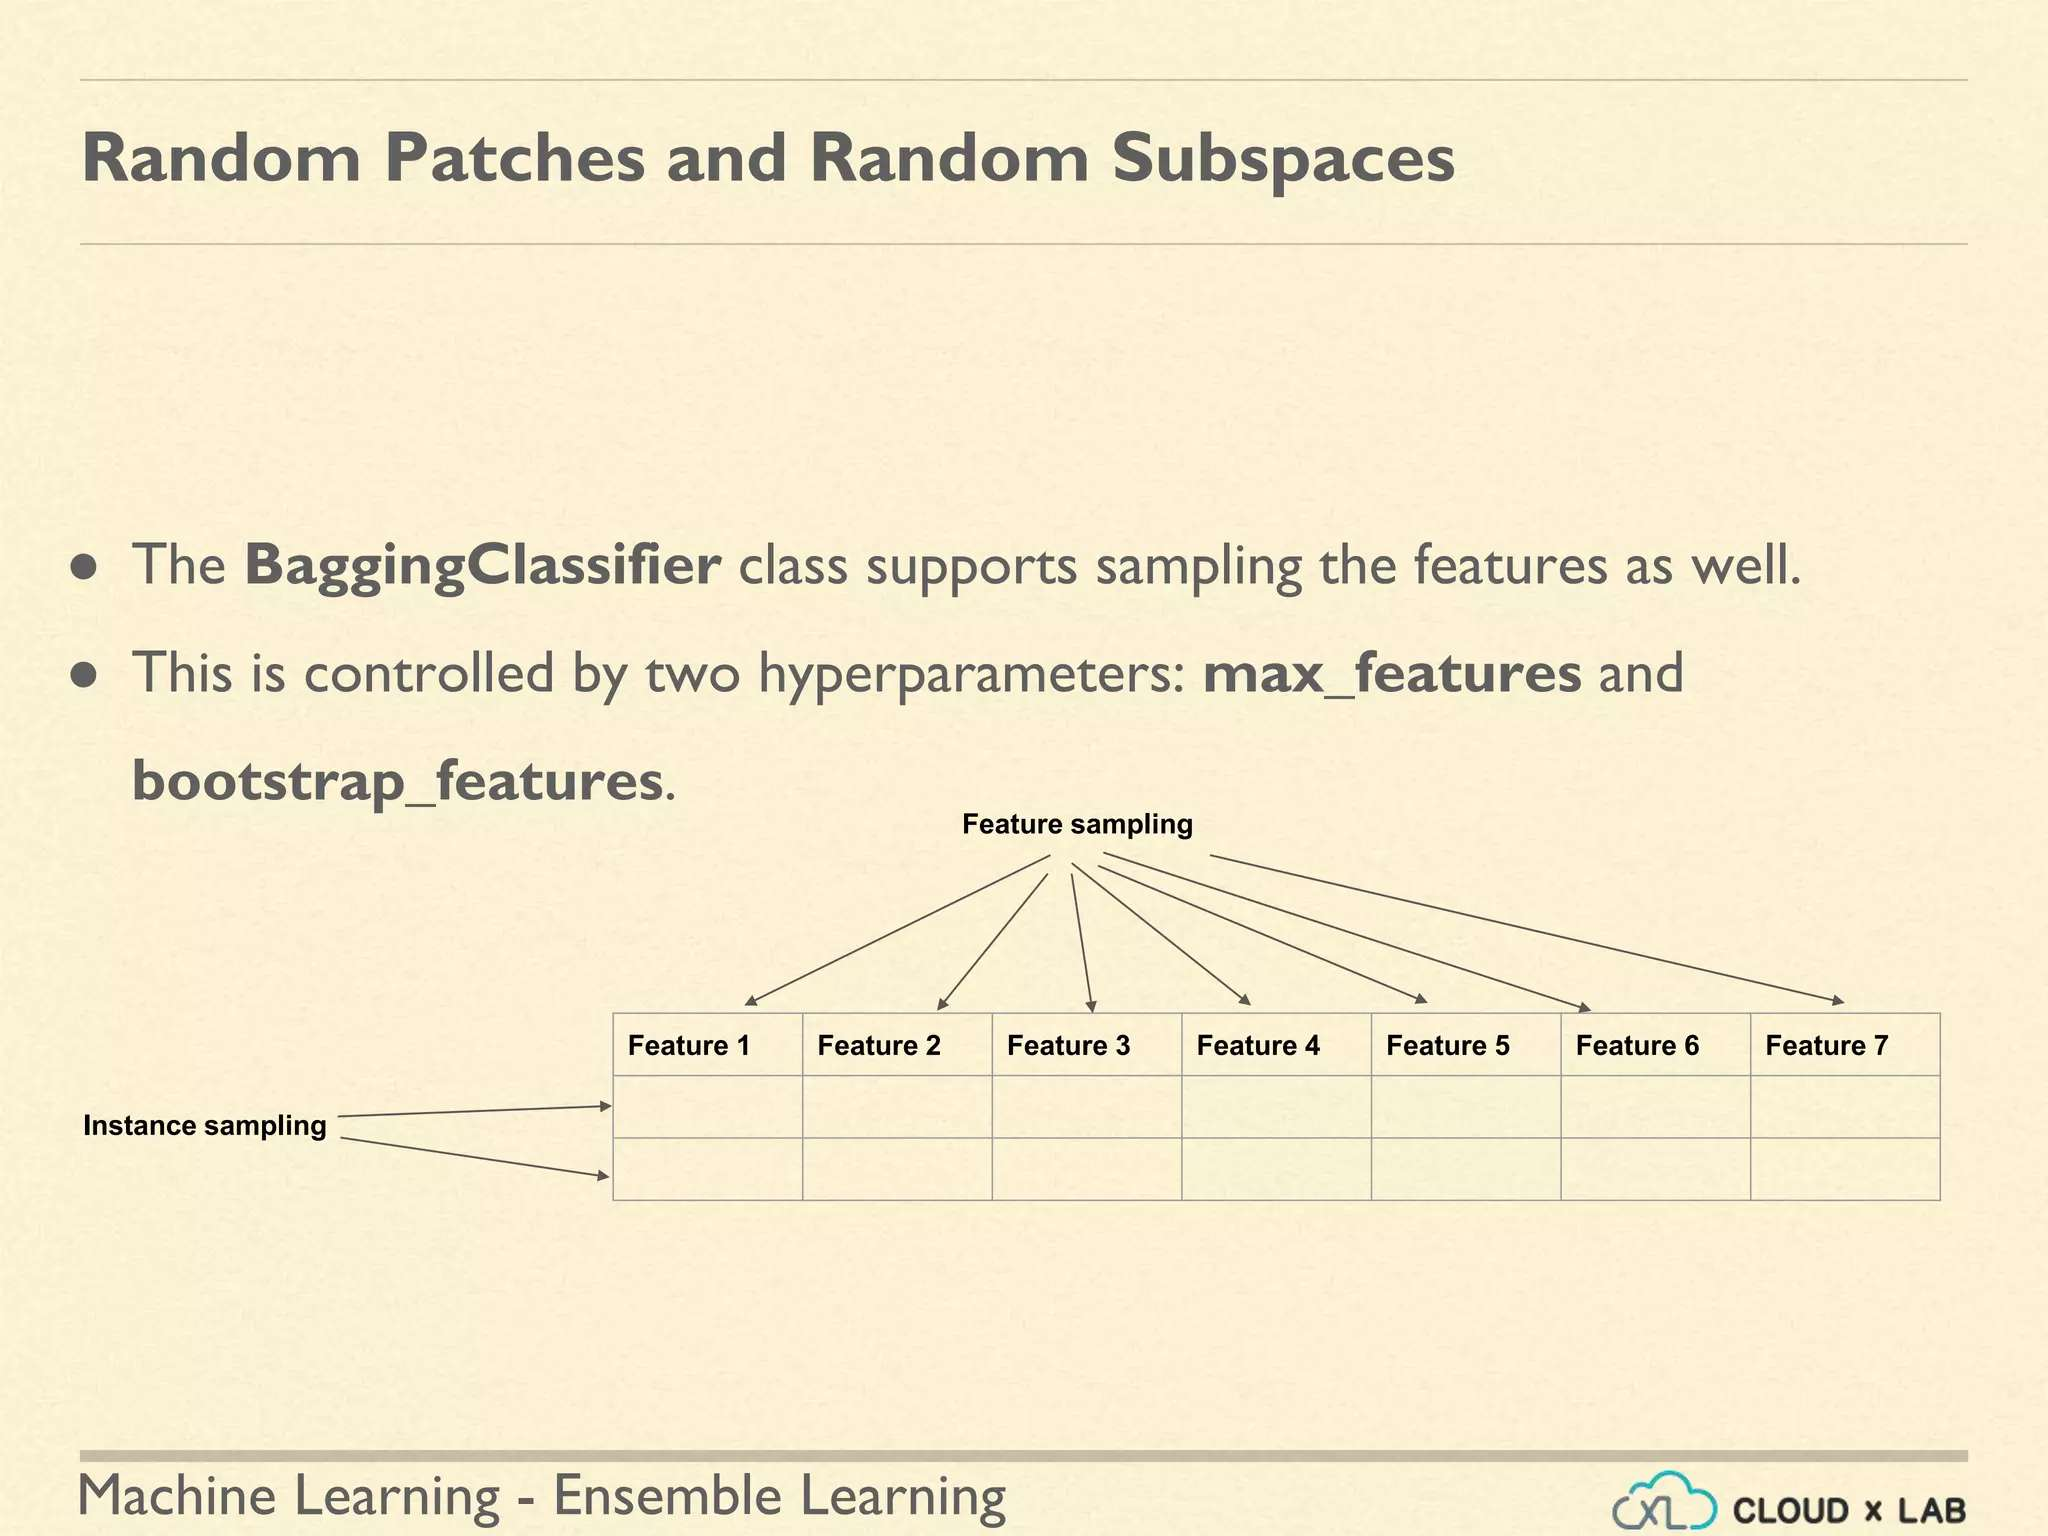 Random Patches and Random Subspaces
● The BaggingClassifier class supports sampling the features as well.
● This is controlled by two hyperparameters: max_features and
bootstrap_features.
Feature sampling
Feature 1 Feature 2 Feature 3 Feature 4 Feature 5 Feature 6 Feature 7
Instance sampling
Machine Learning - Ensemble Learning
XL CLOUD x LAB